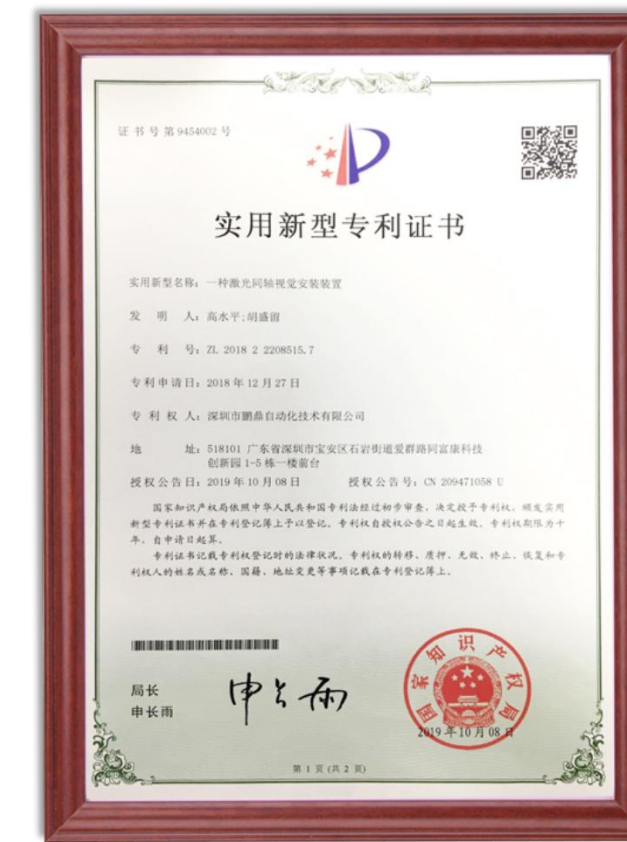 证书号第9454002号
实用新型专利证书
实用新型名称：一种激光同轴视觉安装装置
发 明 人：高水平;胡盛留
专 利 号：ZL 2018 2 2208515.7
专利申请日：2018年12月27日
专 利 权 人：深圳市鹏鼎自动化技术有限公司
地 址：518101 广东省深圳市宝安区石岩街道爱群路同富康科技
创新园1-5栋一楼前台
授权公告日：2019年10月08日 授权公告号：CN 209471058 U
国家知识产权局依照中华人民共和国专利法经过初步审查，决定授予专利权，颁发实用
新型专利证书并在专利登记簿上予以登记。专利权自授权公告之日起生效。专利权期限为十
年，自申请日起算。
专利证书记载专利权登记时的法律状况。专利权的转移、质押、无效、终止、恢复和专
利权人的姓名或名称、国籍、地址变更等事项记载在专利登记簿上。
局长
申长雨
申长雨
国家知识产权局
2019年10月08日
第 1 页 (共 2 页)